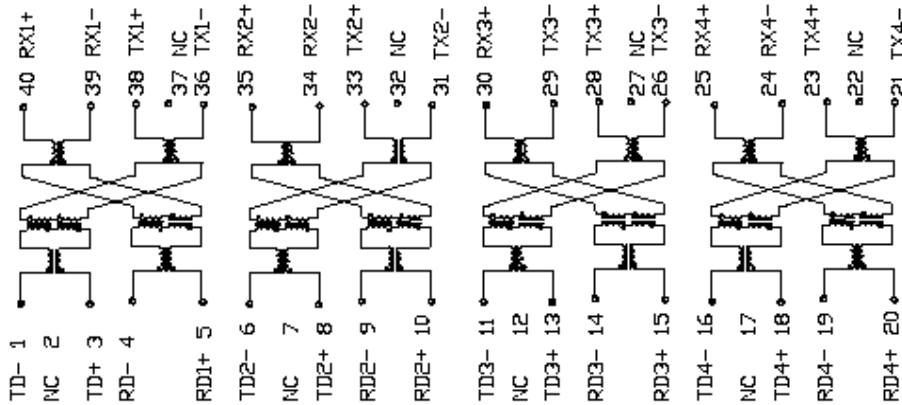 40 RX1+
39 RX1-
38 TX1+
37 NC
36 TX1-
35 RX2+
34 RX2-
33 TX2+
32 NC
31 TX2-
30 RX3+
29 TX3-
28 TX3+
27 NC
26 TX3-
25 RX4+
24 RX4-
23 TX4+
22 NC
21 TX4-
TD- 1
NC 2
TD+ 3
RD- 4
RD1+ 5
TD2- 6
NC 7
TD2+ 8
RD2- 9
RD2+ 10
TD3- 11
NC 12
TD3+ 13
RD3- 14
RD3+ 15
TD4- 16
NC 17
TD4+ 18
RD4- 19
RD4+ 20